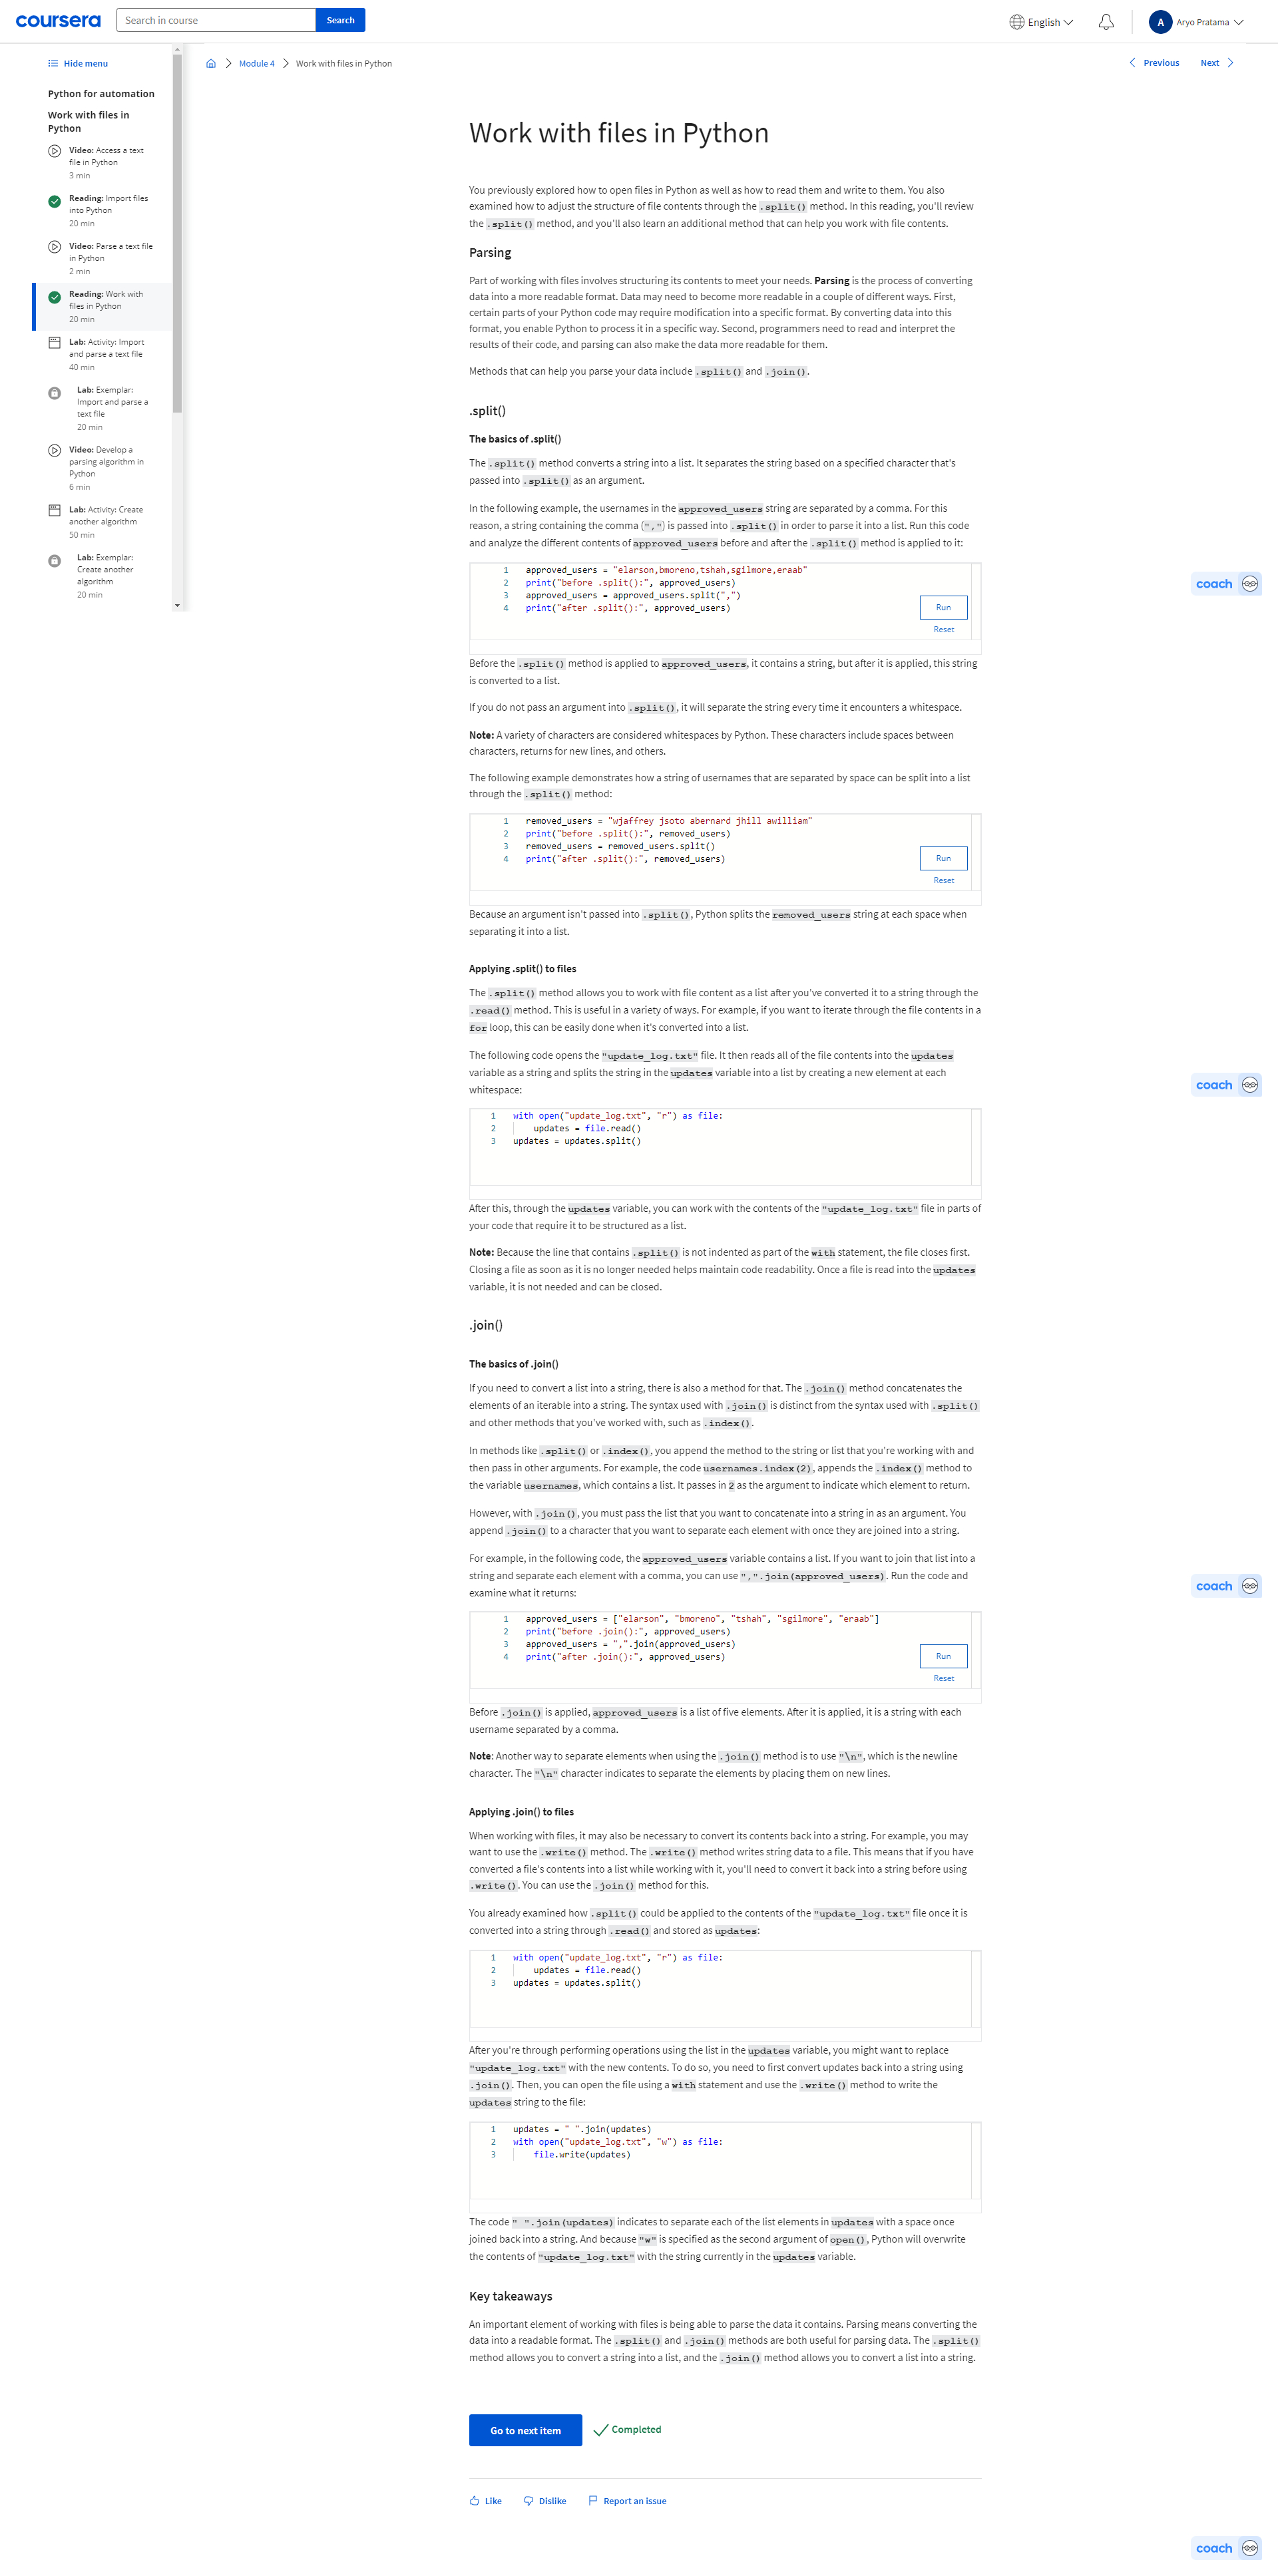 coursera
Search in course
Search
English
A
Aryo Pratama
Hide menu
Python for automation
Work with files in
Python
Video: Access a text
file in Python
3 min
Reading: Import files
into Python
20 min
Video: Parse a text file
in Python
2 min
Reading: Work with
files in Python
20 min
Lab: Activity: Import
and parse a text file
40 min
Lab: Exemplar:
Import and parse a
text file
20 min
Video: Develop a
parsing algorithm in
Python
6 min
Lab: Activity: Create
another algorithm
50 min
Lab: Exemplar:
Create another
algorithm
20 min
Module 4
Work with files in Python
Previous
Next
Work with files in Python
You previously explored how to open files in Python as well as how to read them and write to them. You also
examined how to adjust the structure of file contents through the .split() method. In this reading, you'll review
the .split() method, and you'll also learn an additional method that can help you work with file contents.
Parsing
Part of working with files involves structuring its contents to meet your needs. Parsing is the process of converting
data into a more readable format. Data may need to become more readable in a couple of different ways. First,
certain parts of your Python code may require modification into a specific format. By converting data into this
format, you enable Python to process it in a specific way. Second, programmers need to read and interpret the
results of their code, and parsing can also make the data more readable for them.
Methods that can help you parse your data include .split() and .join().
.split()
The basics of .split()
The .split() method converts a string into a list. It separates the string based on a specified character that's
passed into .split() as an argument.
In the following example, the usernames in the approved_users string are separated by a comma. For this
reason, a string containing the comma (",") is passed into .split() in order to parse it into a list. Run this code
and analyze the different contents of approved_users before and after the .split() method is applied to it:
1 approved_users = "elarson,bmoreno,tshah,sgilmore,eraab"
2 print("before .split():", approved_users)
3 approved_users = approved_users.split(",")
4 print("after .split():", approved_users)
Run
Reset
coach
Before the .split() method is applied to approved_users, it contains a string, but after it is applied, this string
is converted to a list.
If you do not pass an argument into .split(), it will separate the string every time it encounters a whitespace.
Note: A variety of characters are considered whitespaces by Python. These characters include spaces between
characters, returns for new lines, and others.
The following example demonstrates how a string of usernames that are separated by space can be split into a list
through the .split() method:
1 removed_users = "wjaffrey jsoto abernard jhill awilliam"
2 print("before .split():", removed_users)
3 removed_users = removed_users.split()
4 print("after .split():", removed_users)
Run
Reset
Because an argument isn't passed into .split(), Python splits the removed_users string at each space when
separating it into a list.
Applying .split() to files
The .split() method allows you to work with file content as a list after you've converted it to a string through the
.read() method. This is useful in a variety of ways. For example, if you want to iterate through the file contents in a
for loop, this can be easily done when it's converted into a list.
The following code opens the "update_log.txt" file. It then reads all of the file contents into the updates
variable as a string and splits the string in the updates variable into a list by creating a new element at each
whitespace:
coach
1 with open("update_log.txt", "r") as file:
2 updates = file.read()
3 updates = updates.split()
After this, through the updates variable, you can work with the contents of the "update_log.txt" file in parts of
your code that require it to be structured as a list.
Note: Because the line that contains .split() is not indented as part of the with statement, the file closes first.
Closing a file as soon as it is no longer needed helps maintain code readability. Once a file is read into the updates
variable, it is not needed and can be closed.
.join()
The basics of .join()
If you need to convert a list into a string, there is also a method for that. The .join() method concatenates the
elements of an iterable into a string. The syntax used with .join() is distinct from the syntax used with .split()
and other methods that you've worked with, such as .index().
In methods like .split() or .index(), you append the method to the string or list that you're working with and
then pass in other arguments. For example, the code usernames.index(2), appends the .index() method to
the variable usernames, which contains a list. It passes in 2 as the argument to indicate which element to return.
However, with .join(), you must pass the list that you want to concatenate into a string in as an argument. You
append .join() to a character that you want to separate each element with once they are joined into a string.
For example, in the following code, the approved_users variable contains a list. If you want to join that list into a
string and separate each element with a comma, you can use ",".join(approved_users). Run the code and
examine what it returns:
coach
1 approved_users = ["elarson", "bmoreno", "tshah", "sgilmore", "eraab"]
2 print("before .join():", approved_users)
3 approved_users = ",".join(approved_users)
4 print("after .join():", approved_users)
Run
Reset
Before .join() is applied, approved_users is a list of five elements. After it is applied, it is a string with each
username separated by a comma.
Note: Another way to separate elements when using the .join() method is to use "\n", which is the newline
character. The "\n" character indicates to separate the elements by placing them on new lines.
Applying .join() to files
When working with files, it may also be necessary to convert its contents back into a string. For example, you may
want to use the .write() method. The .write() method writes string data to a file. This means that if you have
converted a file's contents into a list while working with it, you'll need to convert it back into a string before using
.write(). You can use the .join() method for this.
You already examined how .split() could be applied to the contents of the "update_log.txt" file once it is
converted into a string through .read() and stored as updates:
1 with open("update_log.txt", "r") as file:
2 updates = file.read()
3 updates = updates.split()
After you're through performing operations using the list in the updates variable, you might want to replace
"update_log.txt" with the new contents. To do so, you need to first convert updates back into a string using
.join(). Then, you can open the file using a with statement and use the .write() method to write the
updates string to the file:
1 updates = " ".join(updates)
2 with open("update_log.txt", "w") as file:
3 file.write(updates)
The code " ".join(updates) indicates to separate each of the list elements in updates with a space once
joined back into a string. And because "w" is specified as the second argument of open(), Python will overwrite
the contents of "update_log.txt" with the string currently in the updates variable.
Key takeaways
An important element of working with files is being able to parse the data it contains. Parsing means converting the
data into a readable format. The .split() and .join() methods are both useful for parsing data. The .split()
method allows you to convert a string into a list, and the .join() method allows you to convert a list into a string.
Go to next item
Completed
Like
Dislike
Report an issue
coach